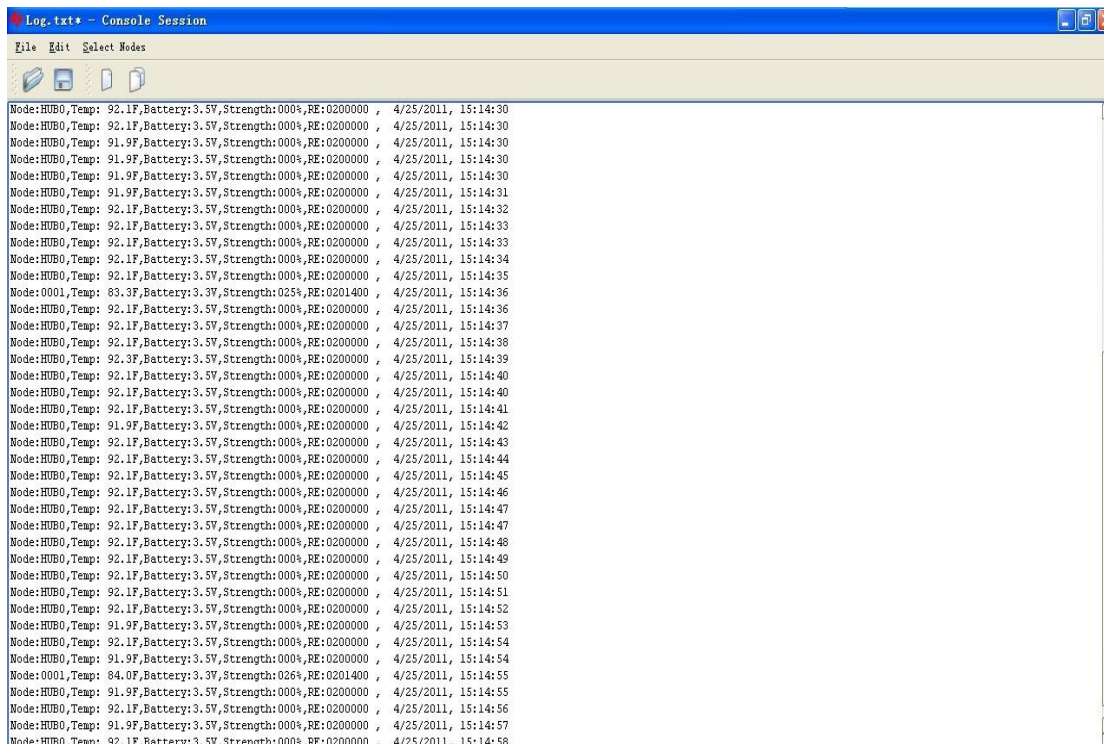 Log.txt* - Console Session
File Edit Select Nodes
Node:HUB0,Temp: 92.1F,Battery:3.5V,Strength:000%,RE:0200000 , 4/25/2011, 15:14:30
Node:HUB0,Temp: 92.1F,Battery:3.5V,Strength:000%,RE:0200000 , 4/25/2011, 15:14:30
Node:HUB0,Temp: 91.9F,Battery:3.5V,Strength:000%,RE:0200000 , 4/25/2011, 15:14:30
Node:HUB0,Temp: 91.9F,Battery:3.5V,Strength:000%,RE:0200000 , 4/25/2011, 15:14:30
Node:HUB0,Temp: 91.9F,Battery:3.5V,Strength:000%,RE:0200000 , 4/25/2011, 15:14:30
Node:HUB0,Temp: 91.9F,Battery:3.5V,Strength:000%,RE:0200000 , 4/25/2011, 15:14:31
Node:HUB0,Temp: 92.1F,Battery:3.5V,Strength:000%,RE:0200000 , 4/25/2011, 15:14:32
Node:HUB0,Temp: 92.1F,Battery:3.5V,Strength:000%,RE:0200000 , 4/25/2011, 15:14:33
Node:HUB0,Temp: 92.1F,Battery:3.5V,Strength:000%,RE:0200000 , 4/25/2011, 15:14:33
Node:HUB0,Temp: 92.1F,Battery:3.5V,Strength:000%,RE:0200000 , 4/25/2011, 15:14:34
Node:HUB0,Temp: 92.1F,Battery:3.5V,Strength:000%,RE:0200000 , 4/25/2011, 15:14:35
Node:0001,Temp: 83.3F,Battery:3.3V,Strength:025%,RE:0201400 , 4/25/2011, 15:14:36
Node:HUB0,Temp: 92.1F,Battery:3.5V,Strength:000%,RE:0200000 , 4/25/2011, 15:14:36
Node:HUB0,Temp: 92.1F,Battery:3.5V,Strength:000%,RE:0200000 , 4/25/2011, 15:14:37
Node:HUB0,Temp: 92.1F,Battery:3.5V,Strength:000%,RE:0200000 , 4/25/2011, 15:14:38
Node:HUB0,Temp: 92.3F,Battery:3.5V,Strength:000%,RE:0200000 , 4/25/2011, 15:14:39
Node:HUB0,Temp: 92.1F,Battery:3.5V,Strength:000%,RE:0200000 , 4/25/2011, 15:14:40
Node:HUB0,Temp: 92.1F,Battery:3.5V,Strength:000%,RE:0200000 , 4/25/2011, 15:14:40
Node:HUB0,Temp: 92.1F,Battery:3.5V,Strength:000%,RE:0200000 , 4/25/2011, 15:14:41
Node:HUB0,Temp: 91.9F,Battery:3.5V,Strength:000%,RE:0200000 , 4/25/2011, 15:14:42
Node:HUB0,Temp: 92.1F,Battery:3.5V,Strength:000%,RE:0200000 , 4/25/2011, 15:14:43
Node:HUB0,Temp: 92.1F,Battery:3.5V,Strength:000%,RE:0200000 , 4/25/2011, 15:14:44
Node:HUB0,Temp: 92.1F,Battery:3.5V,Strength:000%,RE:0200000 , 4/25/2011, 15:14:45
Node:HUB0,Temp: 92.1F,Battery:3.5V,Strength:000%,RE:0200000 , 4/25/2011, 15:14:46
Node:HUB0,Temp: 92.1F,Battery:3.5V,Strength:000%,RE:0200000 , 4/25/2011, 15:14:47
Node:HUB0,Temp: 92.1F,Battery:3.5V,Strength:000%,RE:0200000 , 4/25/2011, 15:14:47
Node:HUB0,Temp: 92.1F,Battery:3.5V,Strength:000%,RE:0200000 , 4/25/2011, 15:14:48
Node:HUB0,Temp: 92.1F,Battery:3.5V,Strength:000%,RE:0200000 , 4/25/2011, 15:14:49
Node:HUB0,Temp: 92.1F,Battery:3.5V,Strength:000%,RE:0200000 , 4/25/2011, 15:14:50
Node:HUB0,Temp: 92.1F,Battery:3.5V,Strength:000%,RE:0200000 , 4/25/2011, 15:14:51
Node:HUB0,Temp: 92.1F,Battery:3.5V,Strength:000%,RE:0200000 , 4/25/2011, 15:14:52
Node:HUB0,Temp: 91.9F,Battery:3.5V,Strength:000%,RE:0200000 , 4/25/2011, 15:14:53
Node:HUB0,Temp: 92.1F,Battery:3.5V,Strength:000%,RE:0200000 , 4/25/2011, 15:14:54
Node:HUB0,Temp: 91.9F,Battery:3.5V,Strength:000%,RE:0200000 , 4/25/2011, 15:14:54
Node:0001,Temp: 84.0F,Battery:3.3V,Strength:026%,RE:0201400 , 4/25/2011, 15:14:55
Node:HUB0,Temp: 91.9F,Battery:3.5V,Strength:000%,RE:0200000 , 4/25/2011, 15:14:55
Node:HUB0,Temp: 92.1F,Battery:3.5V,Strength:000%,RE:0200000 , 4/25/2011, 15:14:56
Node:HUB0,Temp: 91.9F,Battery:3.5V,Strength:000%,RE:0200000 , 4/25/2011, 15:14:57
Node:HUB0,Temp: 92.1F,Battery:3.5V,Strength:000%,RE:0200000 , 4/25/2011, 15:14:58